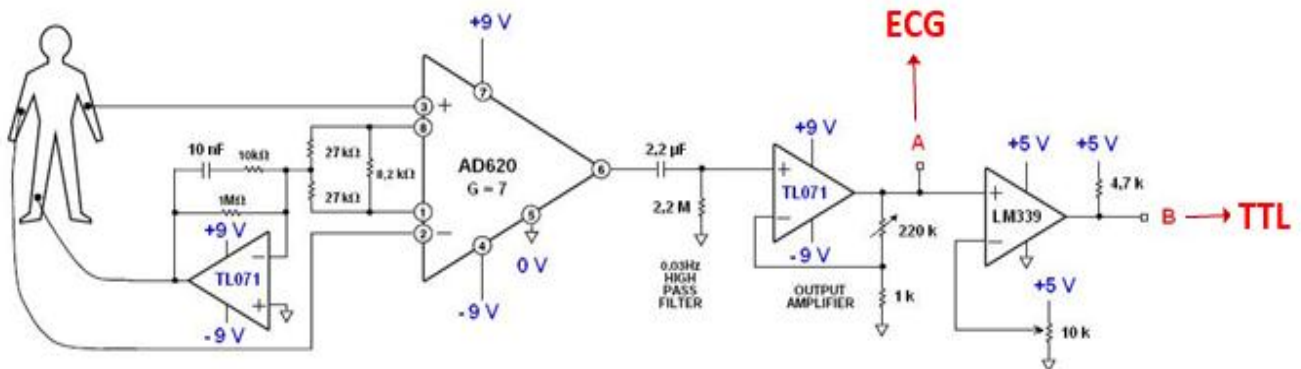 ECG
+9 V
+9 V
A
+5 V
+5 V
10 nF
10kΩ
27 kΩ
27 kΩ
8,2 kΩ
1MΩ
+9 V
TL071
- 9 V
3
+
8
1
2
−
7
AD620
G = 7
6
5
4
0 V
-9 V
2,2 µF
2,2 M
0.03Hz
HIGH
PASS
FILTER
+
TL071
−
- 9 V
OUTPUT
AMPLIFIER
220 k
1 k
+
LM339
−
4,7 k
B
TTL
+5 V
10 k
−
+